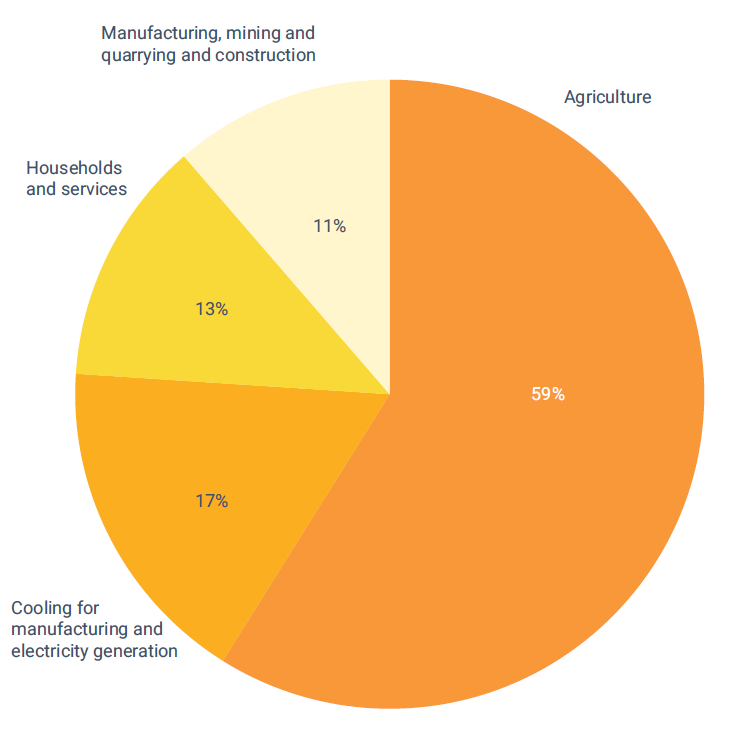 Manufacturing, mining and
quarrying and construction
Agriculture
Households
and services
11%
13%
59%
17%
Cooling for
manufacturing and
electricity generation